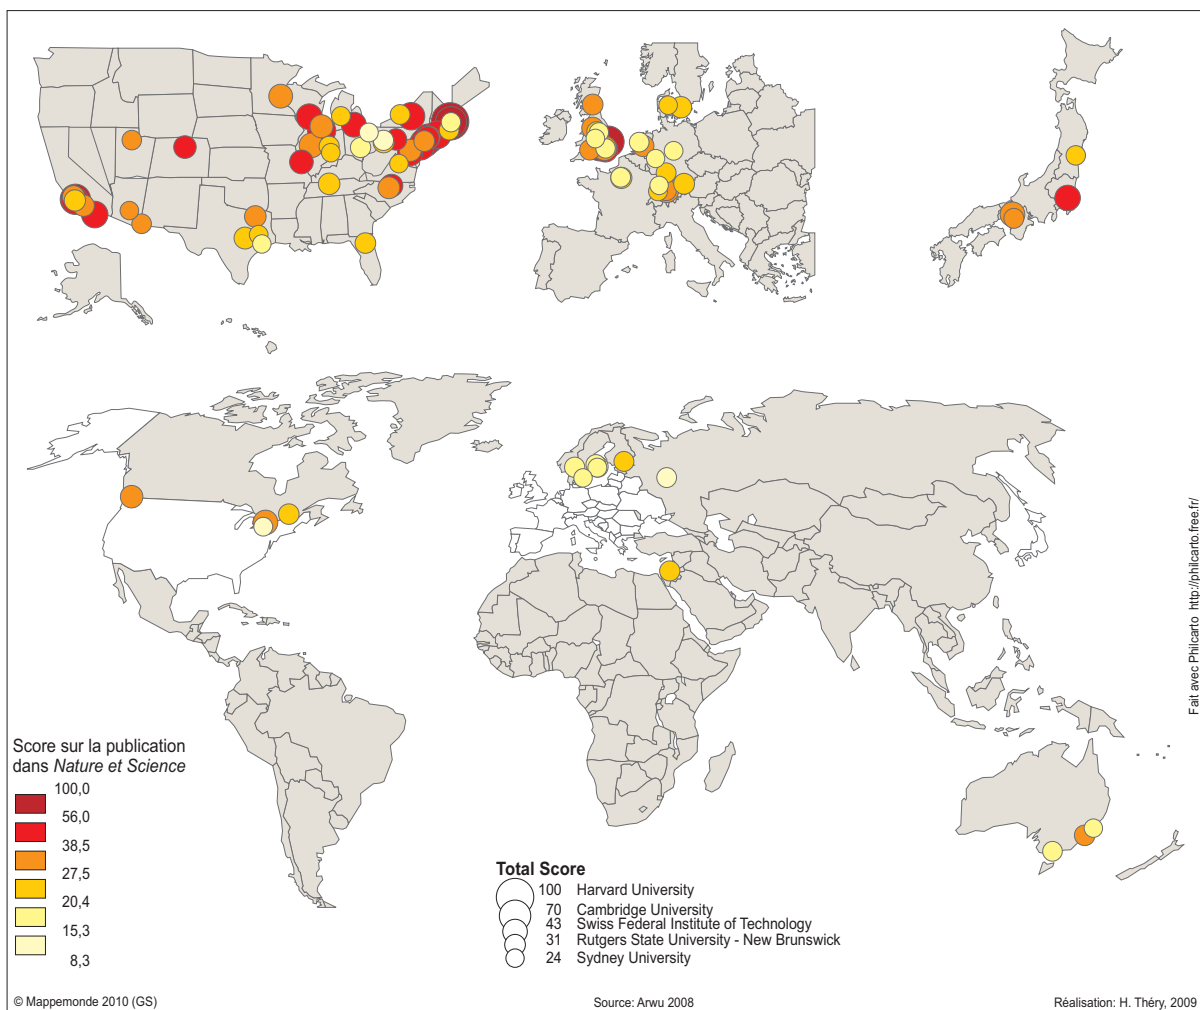 Fait avec Philcarto http://philcarto.free.fr/
Score sur la publication
dans Nature et Science
100,0
56,0
38,5
27,5
20,4
15,3
8,3
Total Score
100 Harvard University
70 Cambridge University
43 Swiss Federal Institute of Technology
31 Rutgers State University - New Brunswick
24 Sydney University
© Mappemonde 2010 (GS)
Source: Arwu 2008
Réalisation: H. Théry, 2009